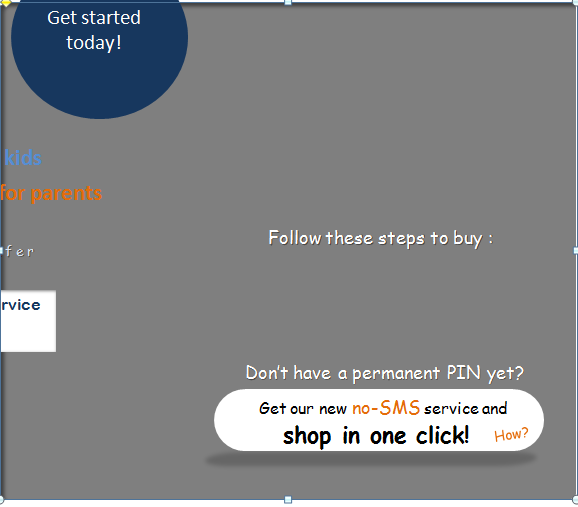 Get started
today!
kids
for parents
fer
rvice
Follow these steps to buy :
Don't have a permanent PIN yet?
Get our new no-SMS service and
shop in one click! How?